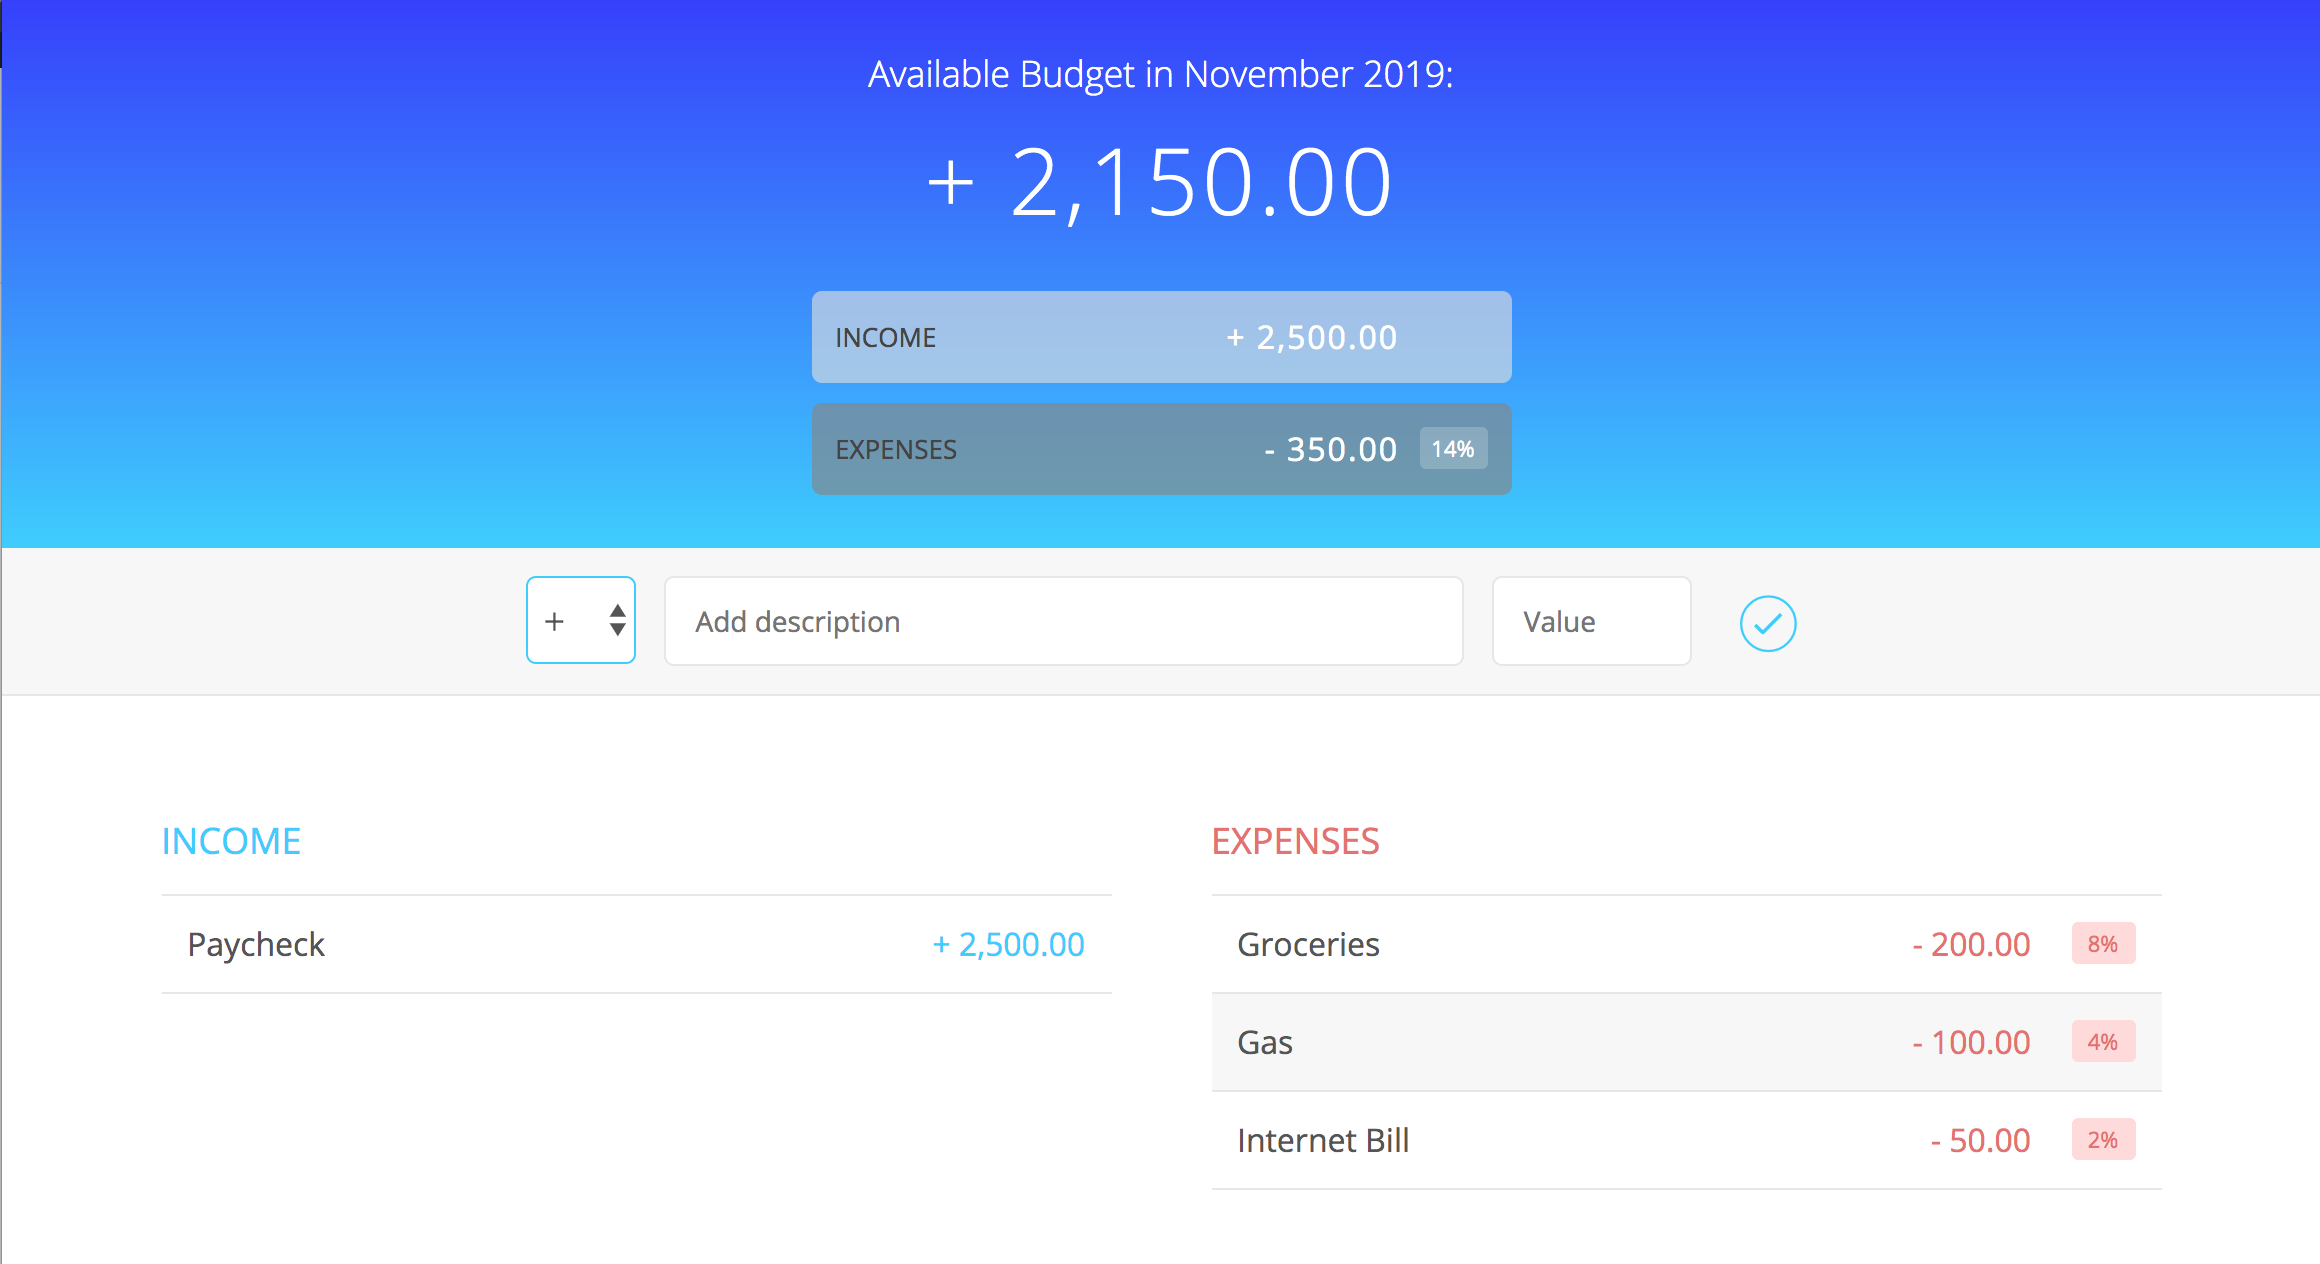 Available Budget in November 2019:
+ 2,150.00
INCOME + 2,500.00
EXPENSES - 350.00 14%
+ Add description Value
INCOME
Paycheck + 2,500.00
EXPENSES
Groceries - 200.00 8%
Gas - 100.00 4%
Internet Bill - 50.00 2%